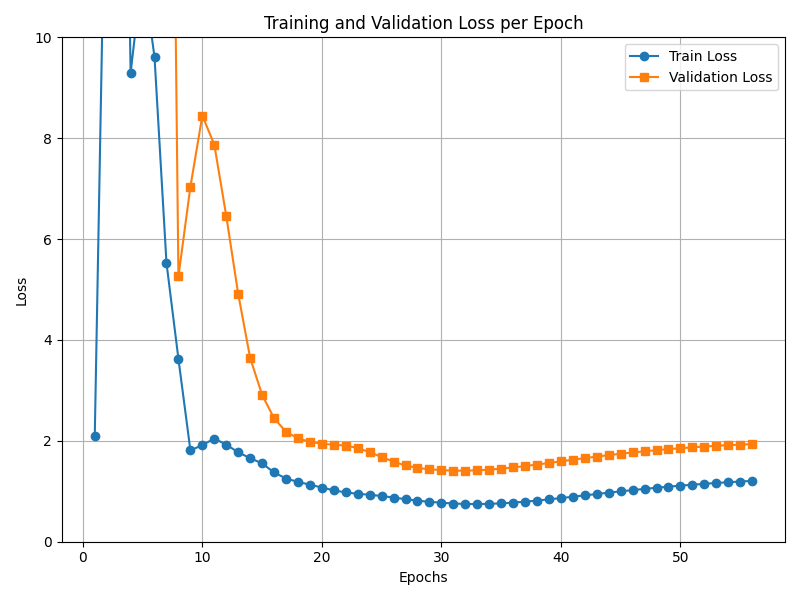 Training and Validation Loss per Epoch
Train Loss
Validation Loss
Loss
10
8
6
4
2
0
0 10 20 30 40 50
Epochs